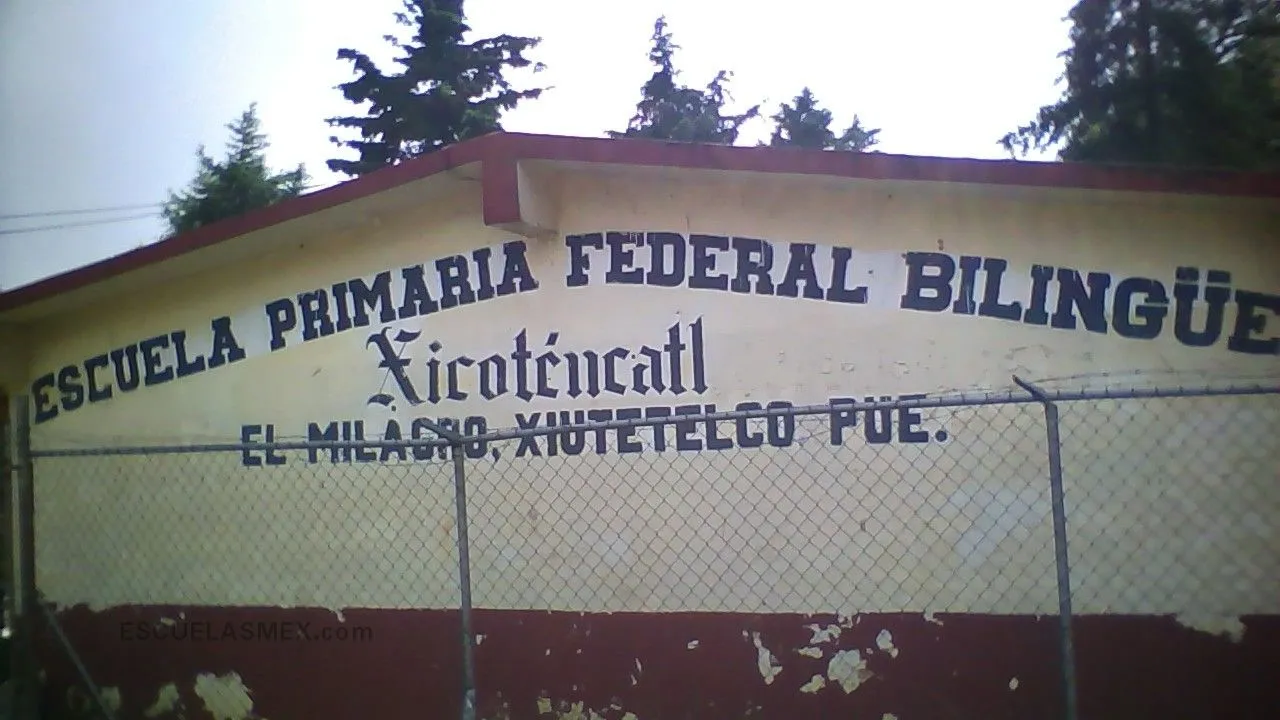 ESCUELA PRIMARIA FEDERAL BILINGÜE
Xicoténcatl
EL MILAGRO, XIUTETELCO PUE.
ESCUELASMEX.com